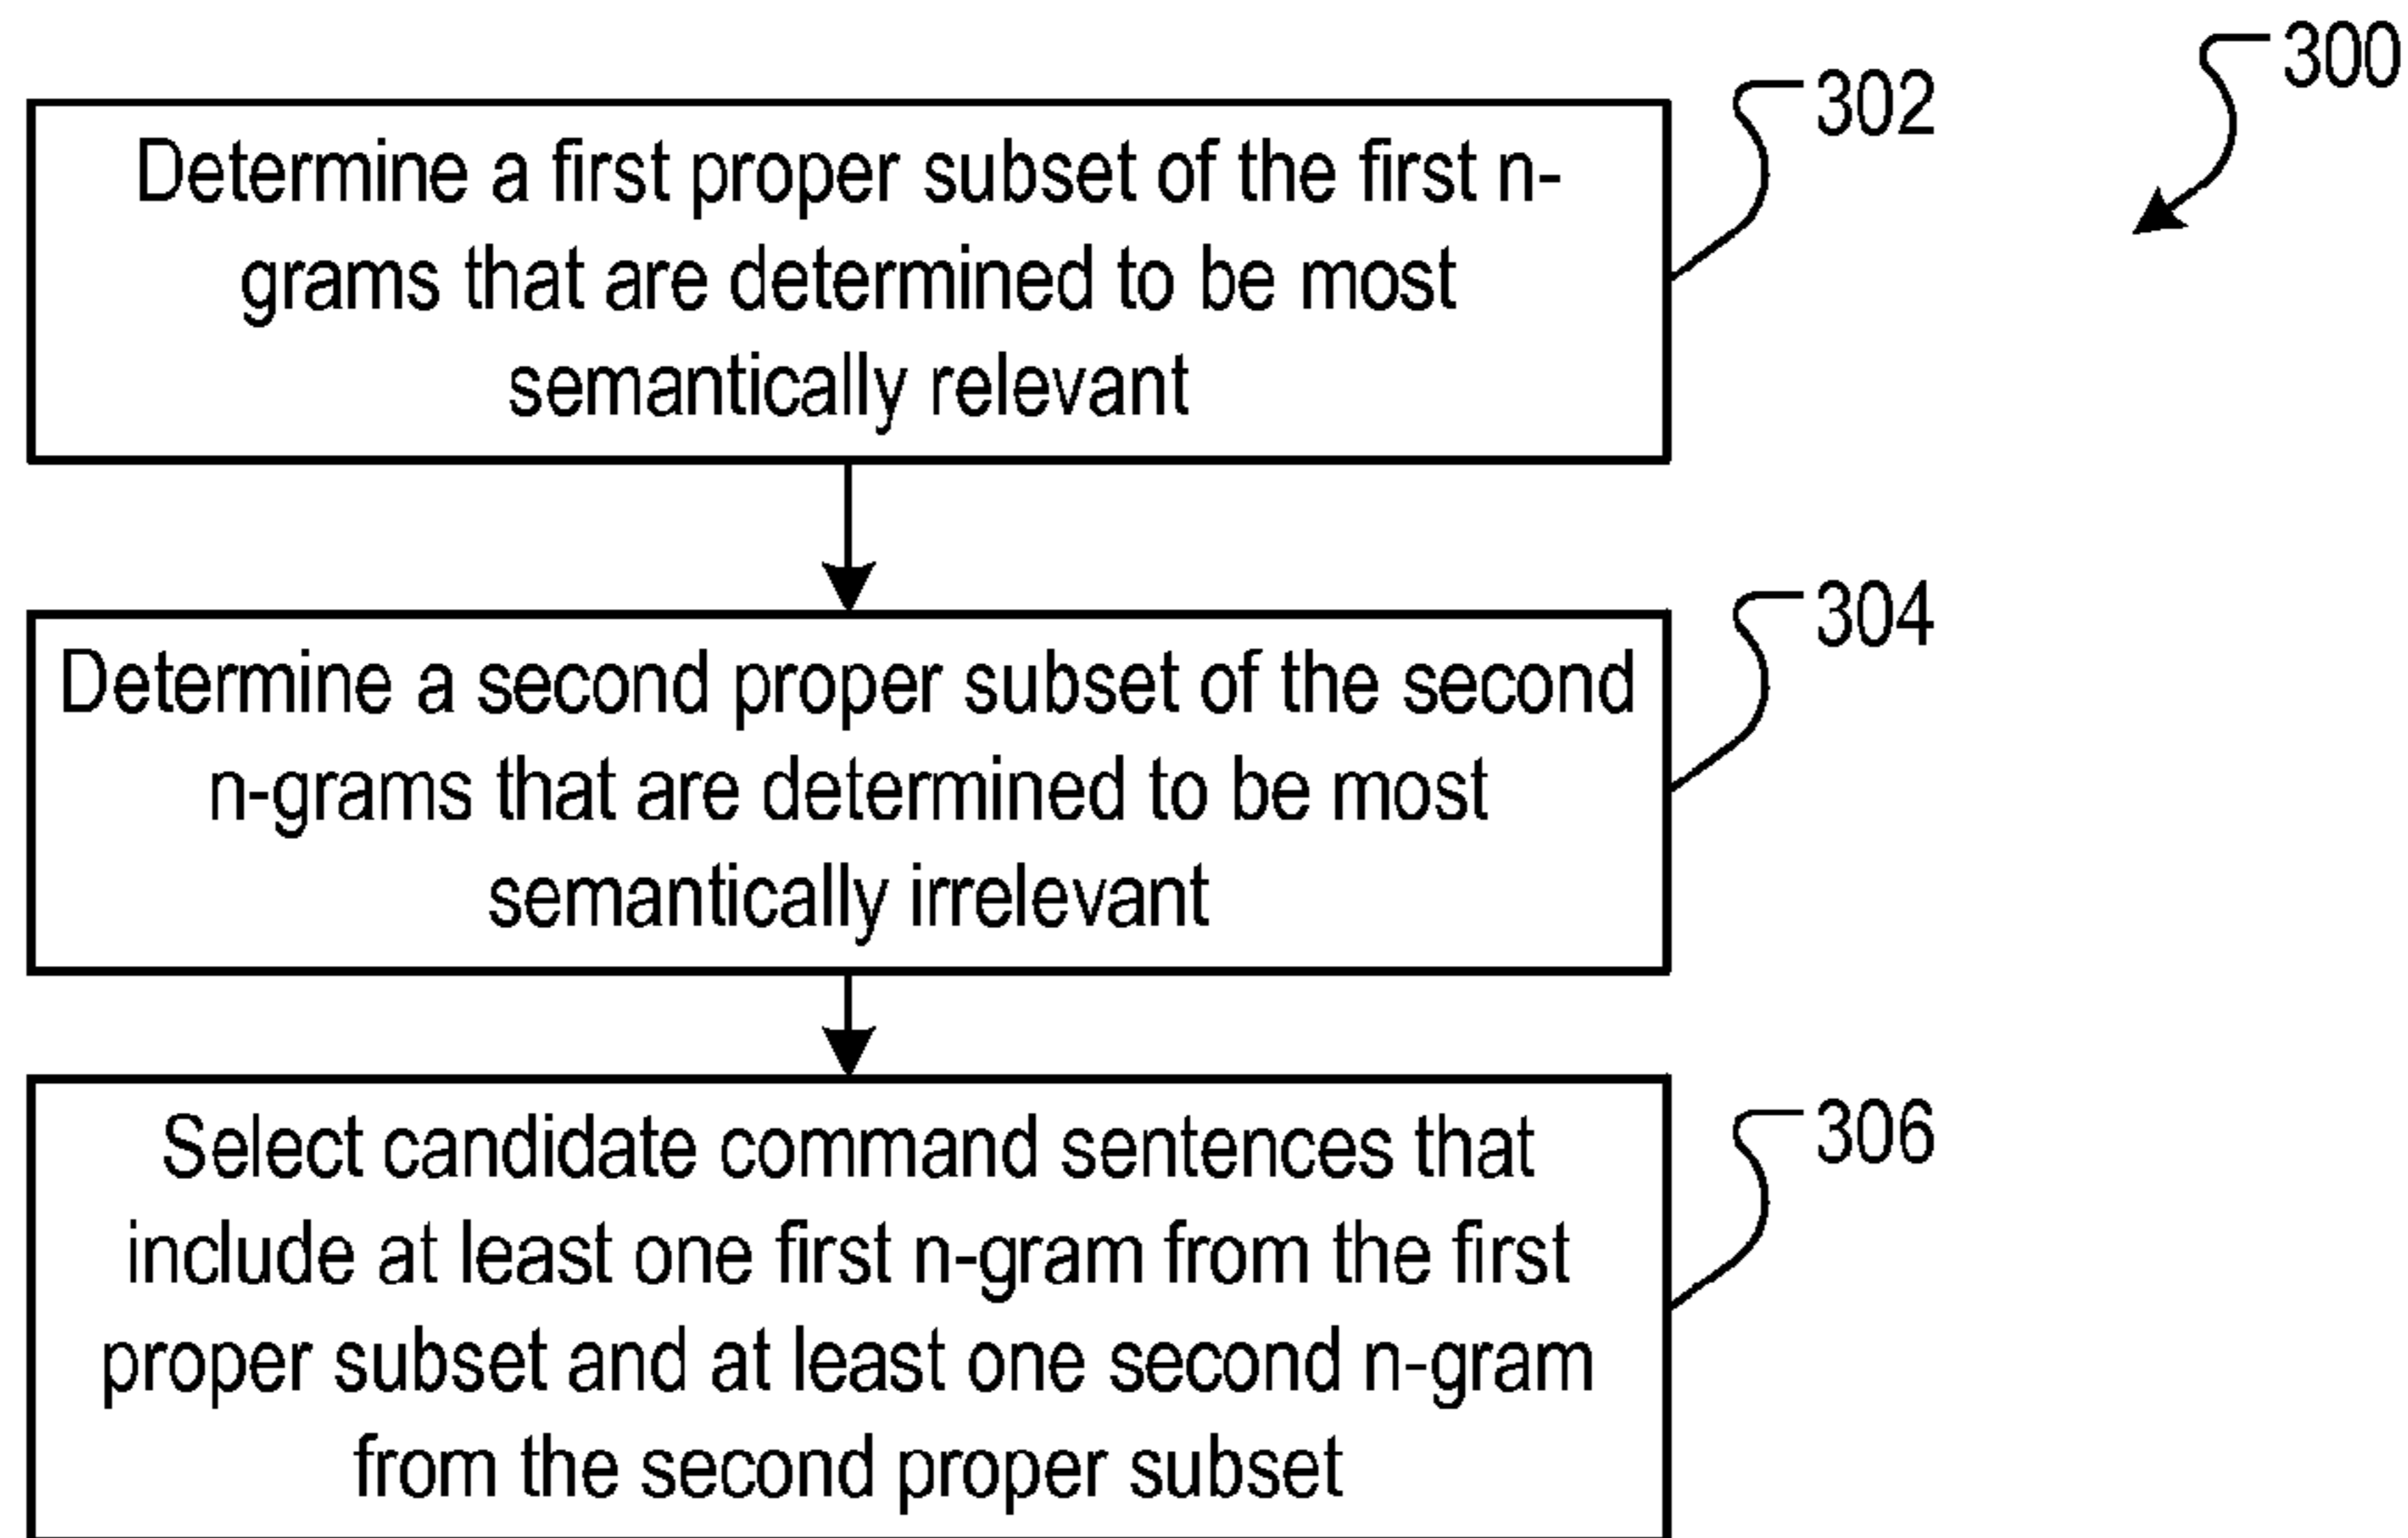 300
302
Determine a first proper subset of the first n-
grams that are determined to be most
semantically relevant
304
Determine a second proper subset of the second
n-grams that are determined to be most
semantically irrelevant
306
Select candidate command sentences that
include at least one first n-gram from the first
proper subset and at least one second n-gram
from the second proper subset